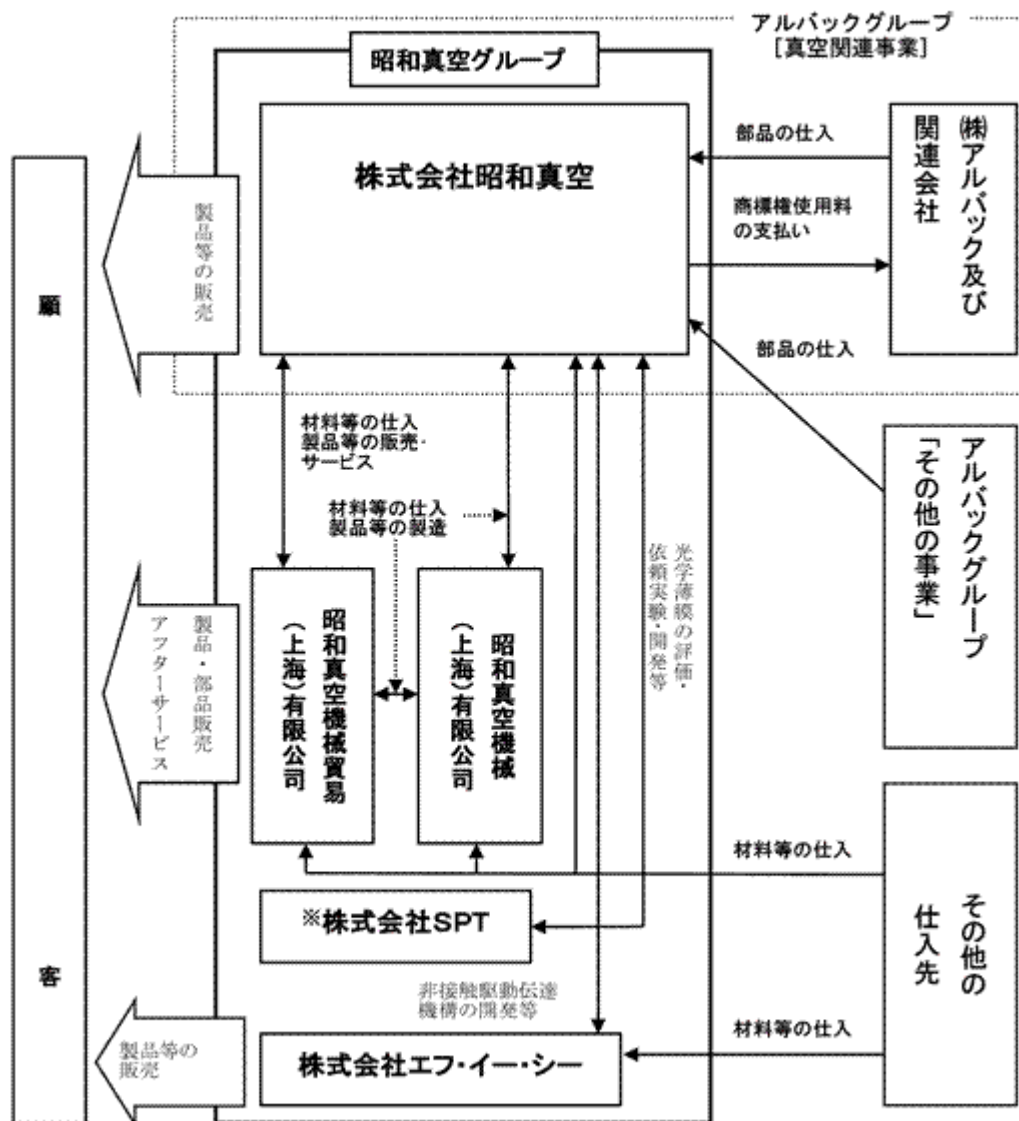 アルバックグループ
[真空関連事業]
昭和真空グループ
株式会社昭和真空
部品の仕入
商標権使用料
の支払い
㈱アルバック及び
関連会社
製品等の販売
顧
客
部品の仕入
材料等の仕入
製品等の販売・
サービス
材料等の仕入
製品等の製造
光学薄膜の評価・
依頼実験・開発等
アルバックグループ
「その他の事業」
製品・部品販売
アフターサービス
昭和真空機械貿易
(上海)有限公司
昭和真空機械
(上海)有限公司
材料等の仕入
その他の
仕入先
※株式会社SPT
非接触駆動伝達
機構の開発等
材料等の仕入
製品等の
販売
株式会社エフ・イー・シー